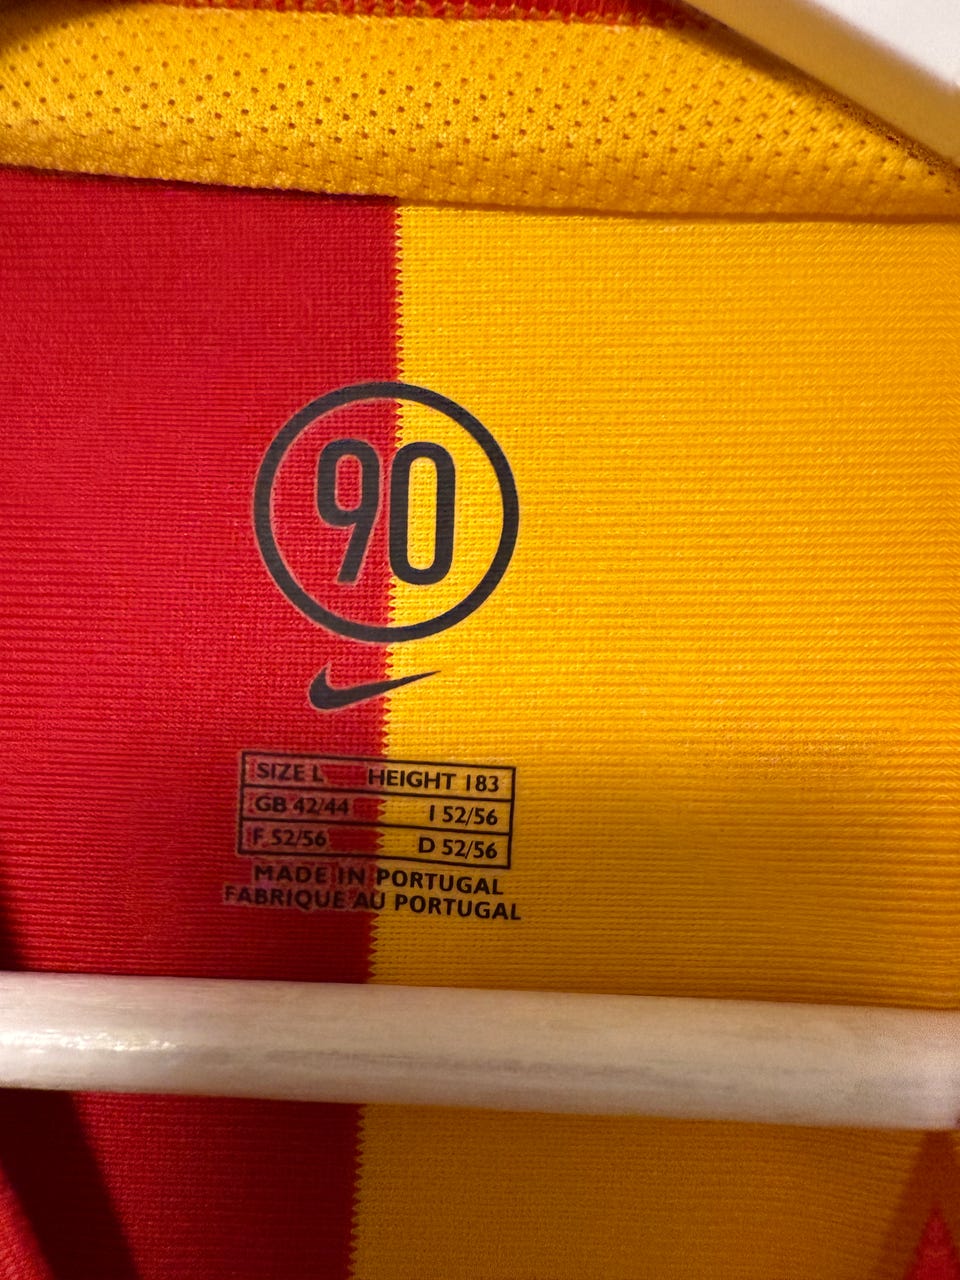 90
SIZE L HEIGHT 183
GB 42/44 I 52/56
F 52/56 D 52/56
MADE IN PORTUGAL
FABRIQUE AU PORTUGAL